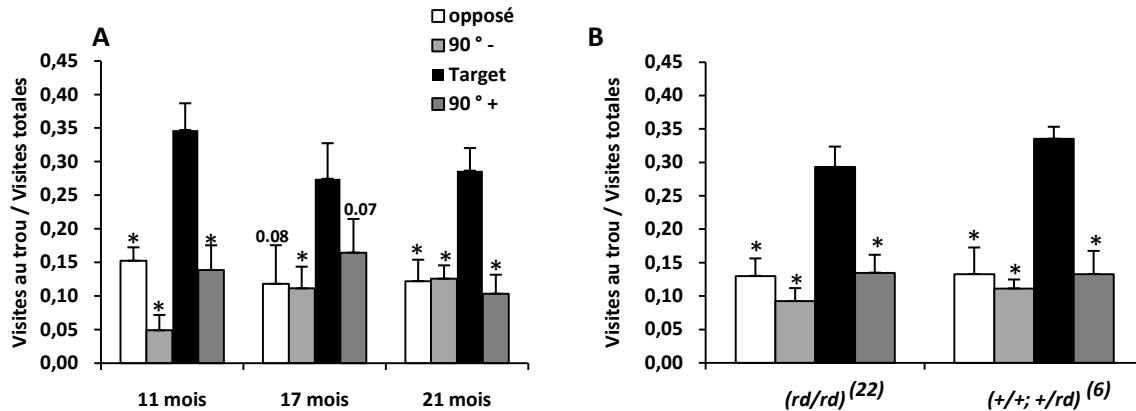 A
opposé
90 ° -
Target
90 ° +
Visites au trou / Visites totales
0,45
0,40
0,35
0,30
0,25
0,20
0,15
0,10
0,05
0,00
* * *
0.08 * 0.07
* * *
11 mois 17 mois 21 mois
B
Visites au trou / Visites totales
0,45
0,40
0,35
0,30
0,25
0,20
0,15
0,10
0,05
0,00
* * *
* * *
(rd/rd) (22) (+/+; +/rd) (6)